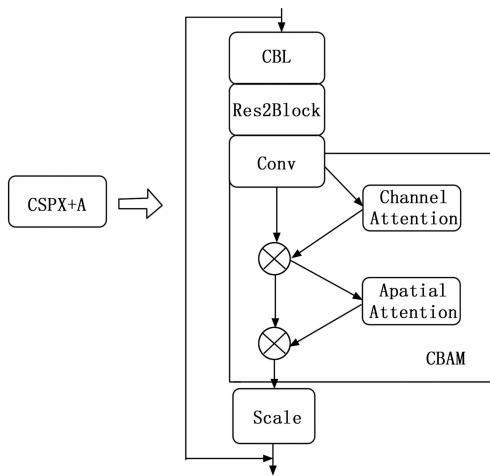 CBL
Res2Block
Conv
CSPX+A
Channel
Attention
Apatial
Attention
CBAM
Scale